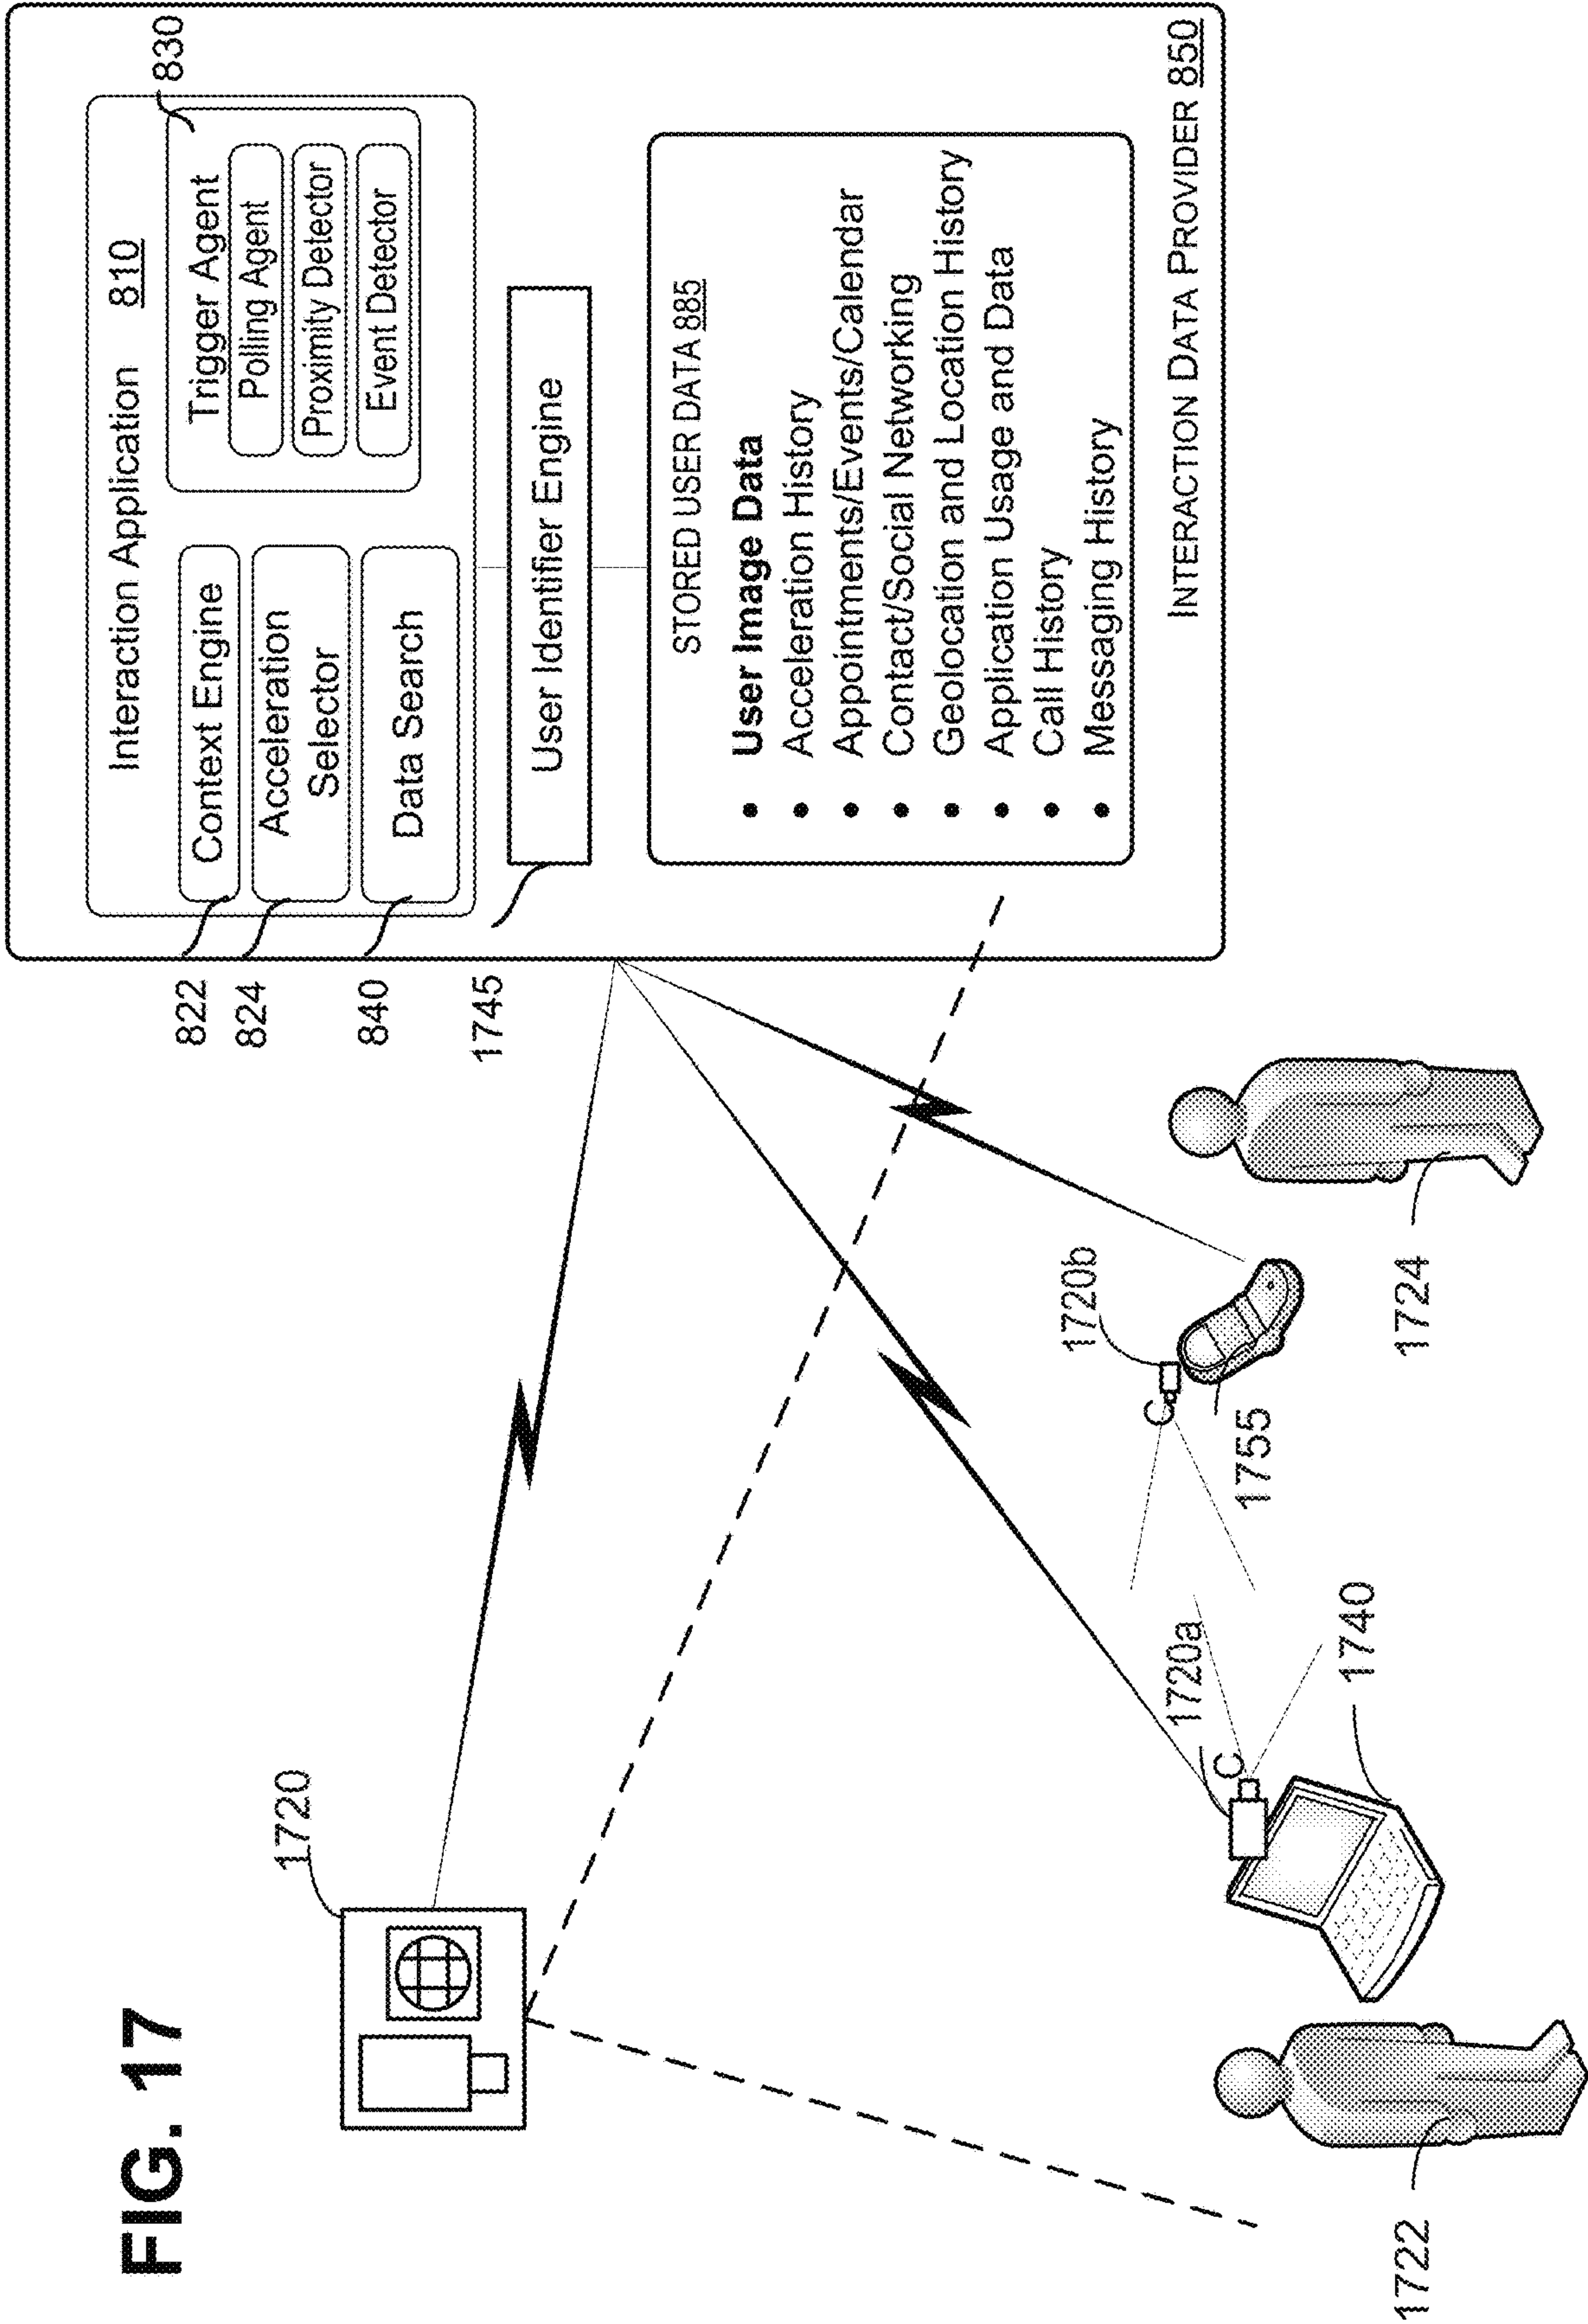 FIG. 17
1720
1722
1720a
1740
1720b
1755
1724
822
824
840
1745
Interaction Application 810
Context Engine
Acceleration
Selector
Data Search
830
Trigger Agent
Polling Agent
Proximity Detector
Event Detector
User Identifier Engine
STORED USER DATA 885
• User Image Data
• Acceleration History
• Appointments/Events/Calendar
• Contact/Social Networking
• Geolocation and Location History
• Application Usage and Data
• Call History
• Messaging History
INTERACTION DATA PROVIDER 850